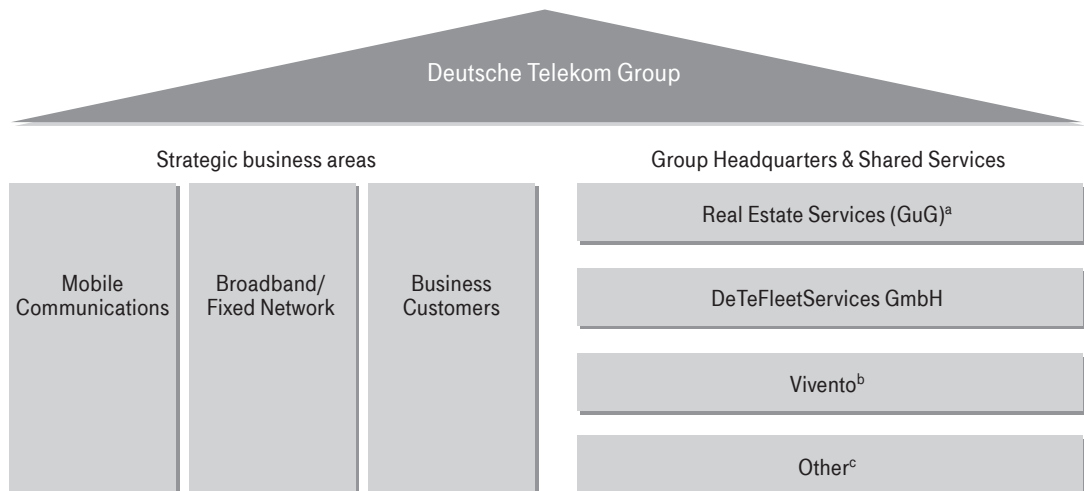 Deutsche Telekom Group
Strategic business areas
Mobile
Communications
Broadband/
Fixed Network
Business
Customers
Group Headquarters & Shared Services
Real Estate Services (GuG)ᵃ
DeTeFleetServices GmbH
Viventoᵇ
Otherᶜ